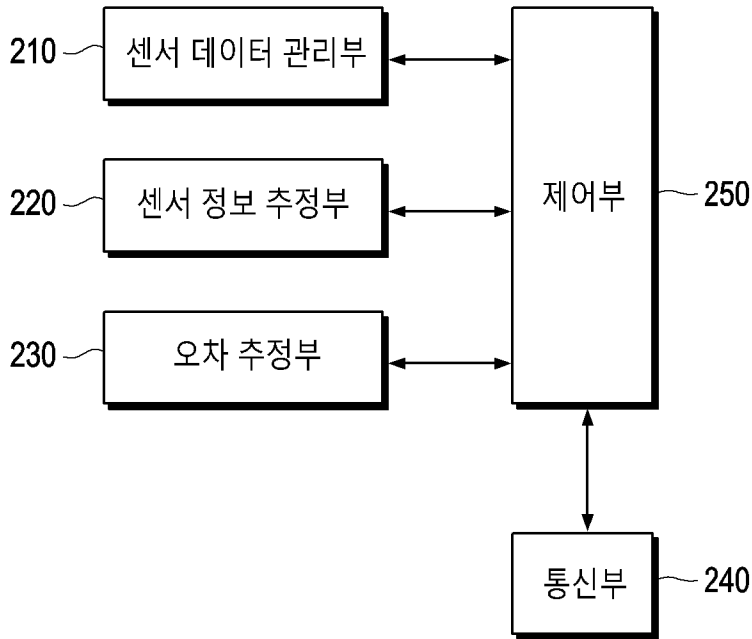 210
센서 데이터 관리부
220
센서 정보 추정부
230
오차 추정부
제어부
250
통신부
240